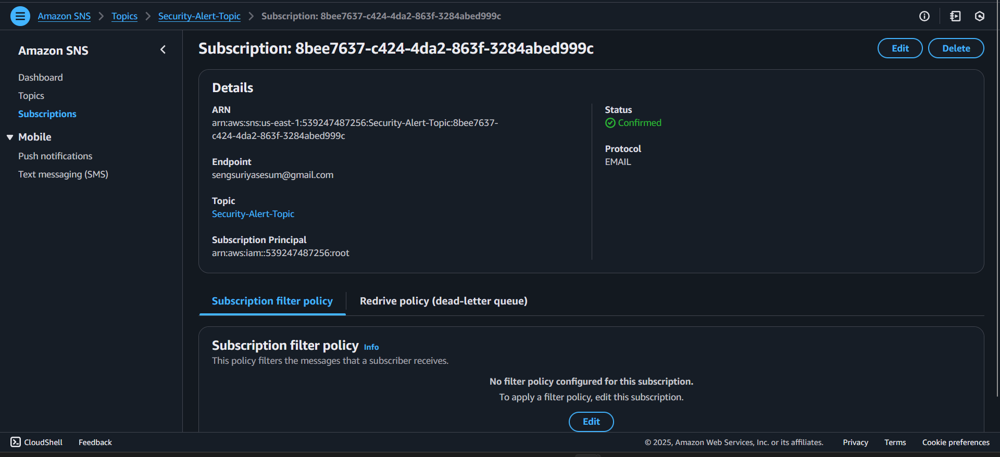 Amazon SNS
Topics
Security-Alert-Topic
Subscription: 8bee7637-c424-4da2-863f-3284abed999c
Amazon SNS
Dashboard
Topics
Subscriptions
Mobile
Push notifications
Text messaging (SMS)
Subscription: 8bee7637-c424-4da2-863f-3284abed999c
Edit
Delete
Details
ARN
arn:aws:sns:us-east-1:539247487256:Security-Alert-Topic:8bee7637-
c424-4da2-863f-3284abed999c
Endpoint
sengsuriyasesum@gmail.com
Topic
Security-Alert-Topic
Subscription Principal
arn:aws:iam::539247487256:root
Status
Confirmed
Protocol
EMAIL
Subscription filter policy
Redrive policy (dead-letter queue)
Subscription filter policy Info
This policy filters the messages that a subscriber receives.
No filter policy configured for this subscription.
To apply a filter policy, edit this subscription.
Edit
CloudShell
Feedback
© 2025, Amazon Web Services, Inc. or its affiliates.
Privacy
Terms
Cookie preferences